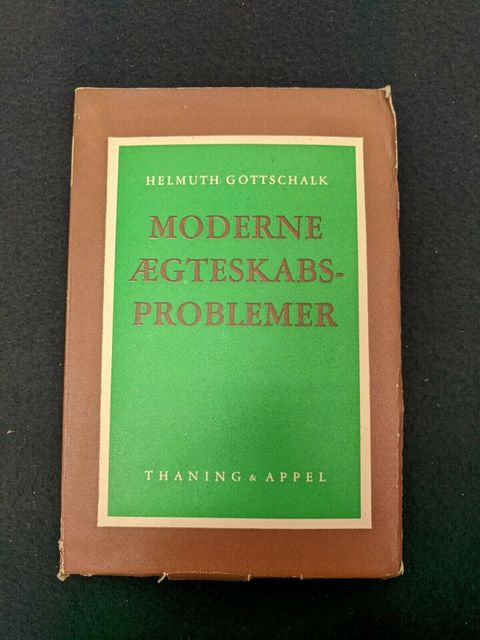 HELMUTH GOTTSCHALK
MODERNE
ÆGTESKABS-
PROBLEMER
THANING & APPEL